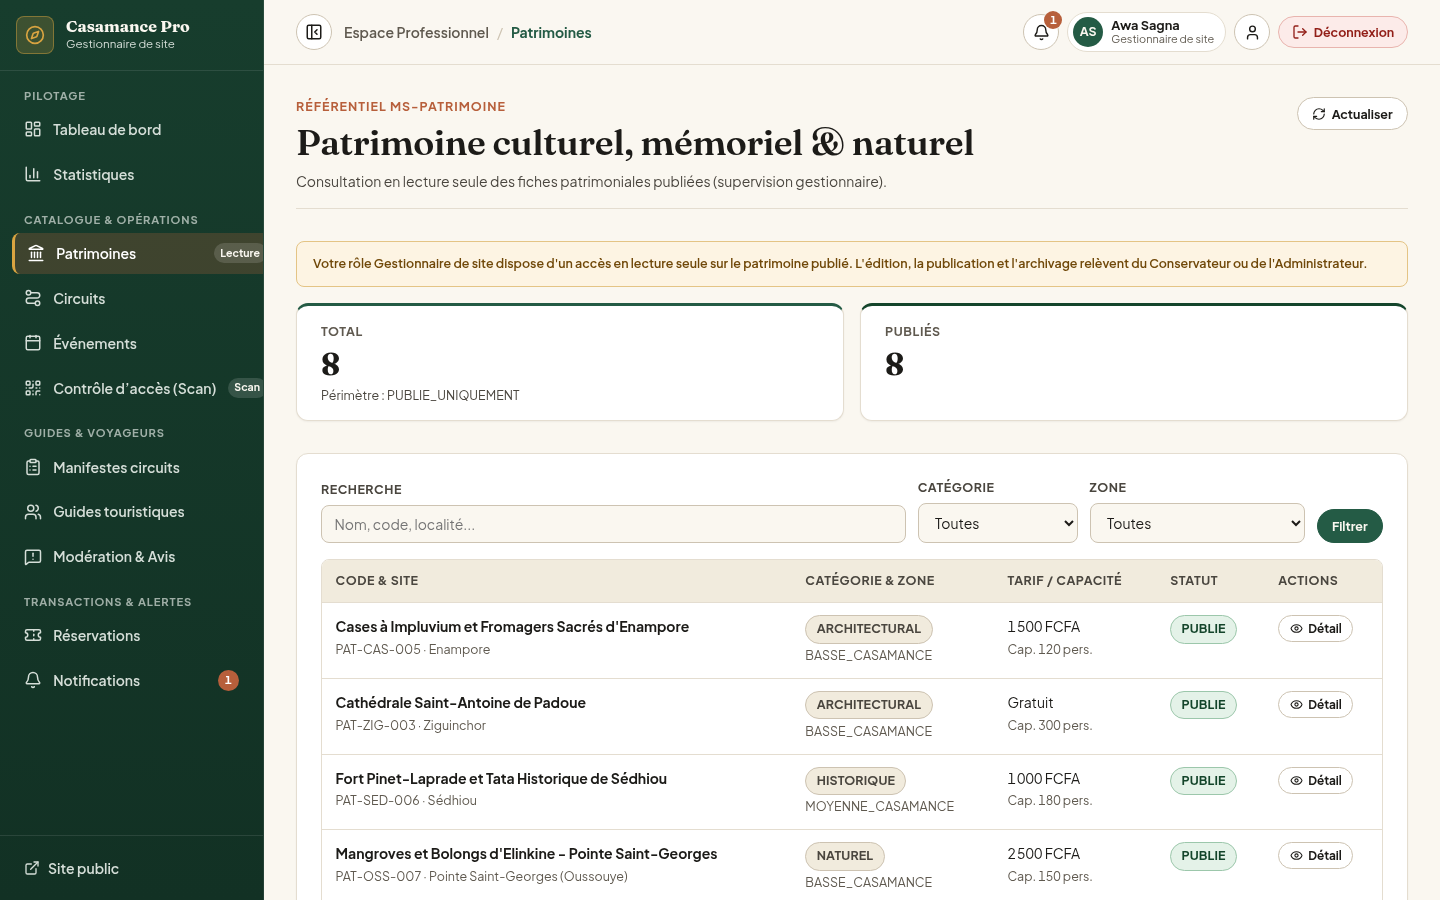 Casamance Pro
Gestionnaire de site
PILOTAGE
Tableau de bord
Statistiques
CATALOGUE & OPÉRATIONS
Patrimoines
Lecture
Circuits
Événements
Contrôle d’accès (Scan)
Scan
GUIDES & VOYAGEURS
Manifestes circuits
Guides touristiques
Modération & Avis
TRANSACTIONS & ALERTES
Réservations
Notifications
1
Site public
Espace Professionnel / Patrimoines
1
AS
Awa Sagna
Gestionnaire de site
Déconnexion
RÉFÉRENTIEL MS-PATRIMOINE
Patrimoine culturel, mémoriel & naturel
Consultation en lecture seule des fiches patrimoniales publiées (supervision gestionnaire).
Actualiser
Votre rôle Gestionnaire de site dispose d'un accès en lecture seule sur le patrimoine publié. L'édition, la publication et l'archivage relèvent du Conservateur ou de l'Administrateur.
TOTAL
8
Périmètre : PUBLIE_UNIQUEMENT
PUBLIÉS
8
RECHERCHE
Nom, code, localité...
CATÉGORIE
Toutes
ZONE
Toutes
Filtrer
CODE & SITE CATÉGORIE & ZONE TARIF / CAPACITÉ STATUT ACTIONS
Cases à Impluvium et Fromagers Sacrés d'Enampore ARCHITECTURAL 1 500 FCFA PUBLIE Détail
PAT-CAS-005 · Enampore BASSE_CASAMANCE Cap. 120 pers.
Cathédrale Saint-Antoine de Padoue ARCHITECTURAL Gratuit PUBLIE Détail
PAT-ZIG-003 · Ziguinchor BASSE_CASAMANCE Cap. 300 pers.
Fort Pinet-Laprade et Tata Historique de Sédhiou HISTORIQUE 1 000 FCFA PUBLIE Détail
PAT-SED-006 · Sédhiou MOYENNE_CASAMANCE Cap. 180 pers.
Mangroves et Bolongs d'Elinkine - Pointe Saint-Georges NATUREL 2 500 FCFA PUBLIE Détail
PAT-OSS-007 · Pointe Saint-Georges (Oussouye) BASSE_CASAMANCE Cap. 150 pers.